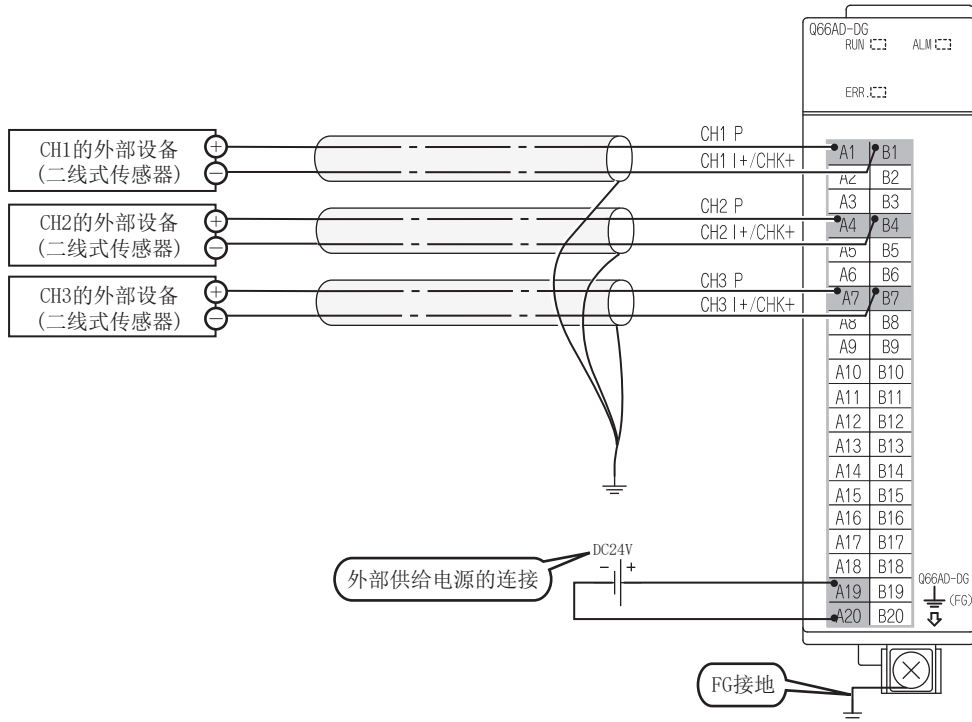 Q66AD-DG
RUN
ALM
ERR.
CH1的外部设备
(二线式传感器)
+
−
CH1 P
CH1 I+/CHK+
CH2的外部设备
(二线式传感器)
+
−
CH2 P
CH2 I+/CHK+
CH3的外部设备
(二线式传感器)
+
−
CH3 P
CH3 I+/CHK+
A1 B1
A2 B2
A3 B3
A4 B4
A5 B5
A6 B6
A7 B7
A8 B8
A9 B9
A10 B10
A11 B11
A12 B12
A13 B13
A14 B14
A15 B15
A16 B16
A17 B17
A18 B18
A19 B19
A20 B20
DC24V
− +
外部供给电源的连接
Q66AD-DG
(FG)
FG接地